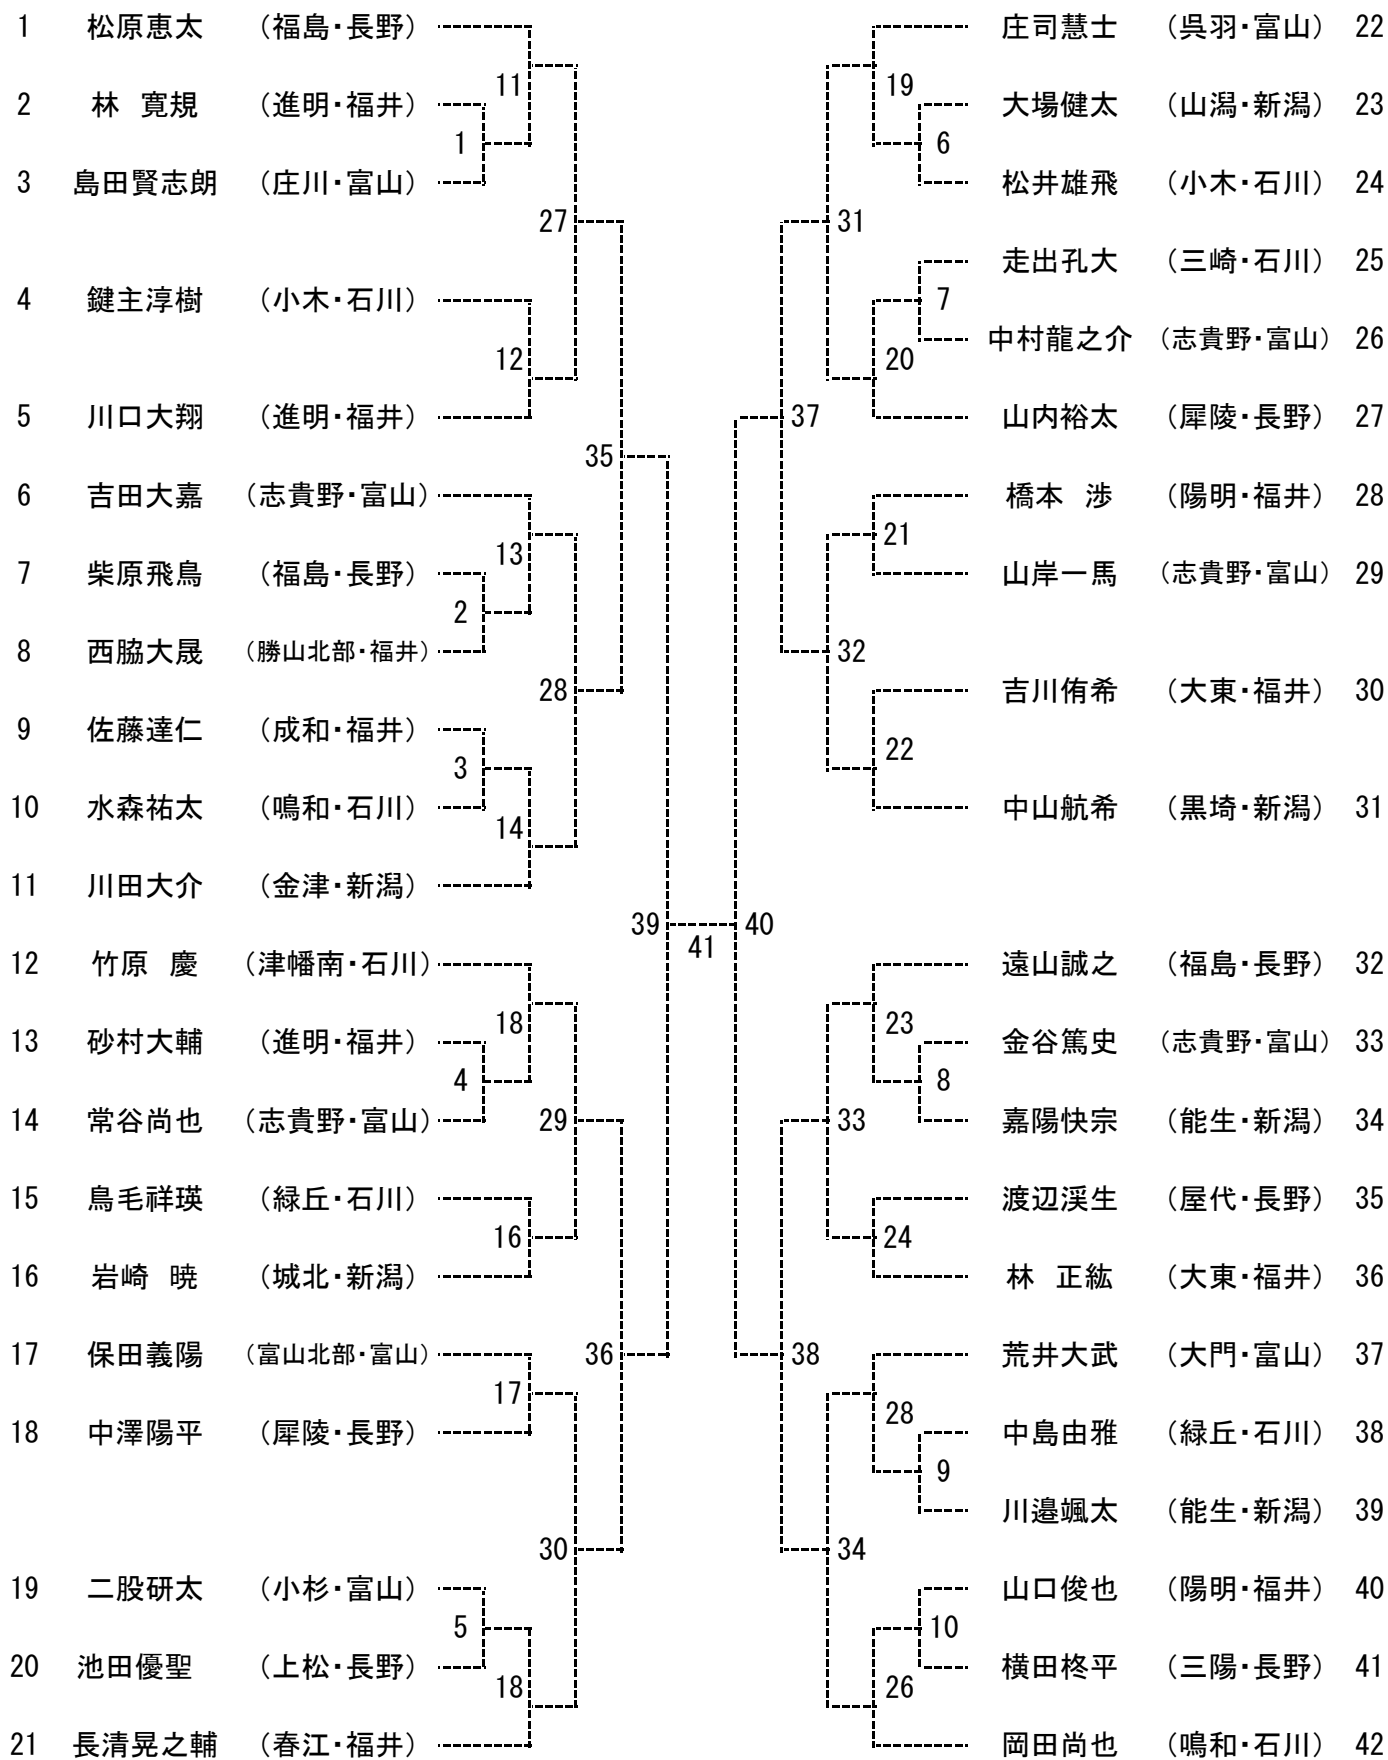 1 松原恵太 (福島・長野)
11
2 林 寛規 (進明・福井)
1
3 島田賢志朗 (庄川・富山)
27
4 鍵主淳樹 (小木・石川)
12
5 川口大翔 (進明・福井)
35
6 吉田大嘉 (志貴野・富山)
13
7 柴原飛鳥 (福島・長野)
2
8 西脇大晟 (勝山北部・福井)
28
9 佐藤達仁 (成和・福井)
3
10 水森祐太 (鳴和・石川)
14
11 川田大介 (金津・新潟)
39
41
40
12 竹原 慶 (津幡南・石川)
18
13 砂村大輔 (進明・福井)
4
14 常谷尚也 (志貴野・富山)
29
15 鳥毛祥瑛 (緑丘・石川)
16
16 岩崎 暁 (城北・新潟)
36
17 保田義陽 (富山北部・富山)
17
18 中澤陽平 (犀陵・長野)
30
19 二股研太 (小杉・富山)
5
20 池田優聖 (上松・長野)
18
21 長清晃之輔 (春江・福井)
庄司慧士 (呉羽・富山) 22
19
大場健太 (山潟・新潟) 23
6
松井雄飛 (小木・石川) 24
31
走出孔大 (三崎・石川) 25
7
中村龍之介 (志貴野・富山) 26
20
山内裕太 (犀陵・長野) 27
37
橋本 渉 (陽明・福井) 28
21
山岸一馬 (志貴野・富山) 29
32
吉川侑希 (大東・福井) 30
22
中山航希 (黒埼・新潟) 31
遠山誠之 (福島・長野) 32
23
金谷篤史 (志貴野・富山) 33
8
嘉陽快宗 (能生・新潟) 34
33
渡辺渓生 (屋代・長野) 35
24
林 正紘 (大東・福井) 36
38
荒井大武 (大門・富山) 37
28
中島由雅 (緑丘・石川) 38
9
川邉颯太 (能生・新潟) 39
34
山口俊也 (陽明・福井) 40
10
横田柊平 (三陽・長野) 41
26
岡田尚也 (鳴和・石川) 42